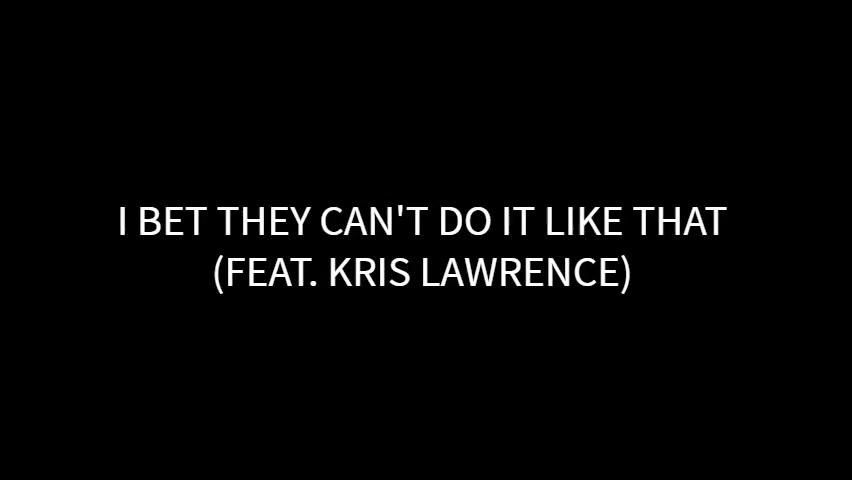 I BET THEY CAN'T DO IT LIKE THAT
(FEAT. KRIS LAWRENCE)